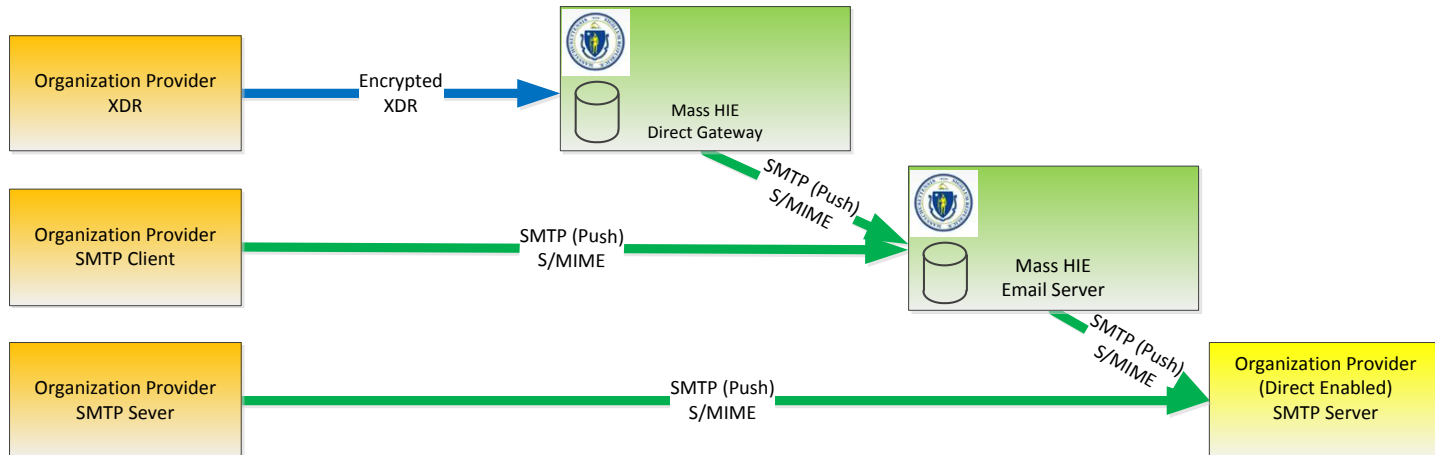 Organization Provider
XDR
Encrypted
XDR
Mass HIE
Direct Gateway
SMTP (Push)
S/MIME
Organization Provider
SMTP Client
SMTP (Push)
S/MIME
Mass HIE
Email Server
SMTP (Push)
S/MIME
Organization Provider
SMTP Sever
SMTP (Push)
S/MIME
Organization Provider
(Direct Enabled)
SMTP Server